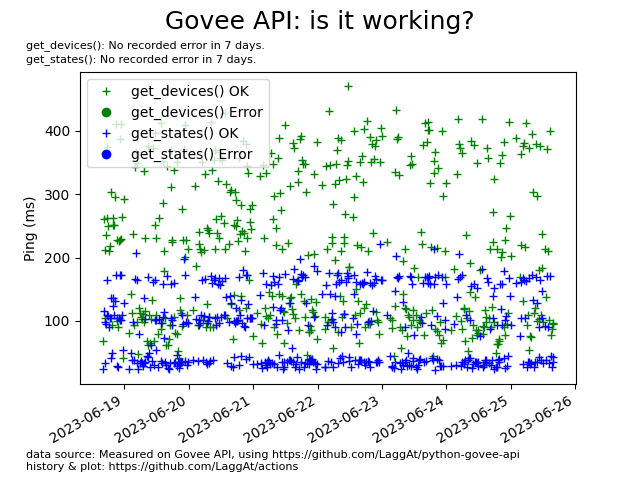 Govee API: is it working?
get_devices(): No recorded error in 7 days.
get_states(): No recorded error in 7 days.
get_devices() OK
get_devices() Error
get_states() OK
get_states() Error
400
300
200
100
Ping (ms)
2023-06-19
2023-06-20
2023-06-21
2023-06-22
2023-06-23
2023-06-24
2023-06-25
2023-06-26
data source: Measured on Govee API, using https://github.com/LaggAt/python-govee-api
history & plot: https://github.com/LaggAt/actions